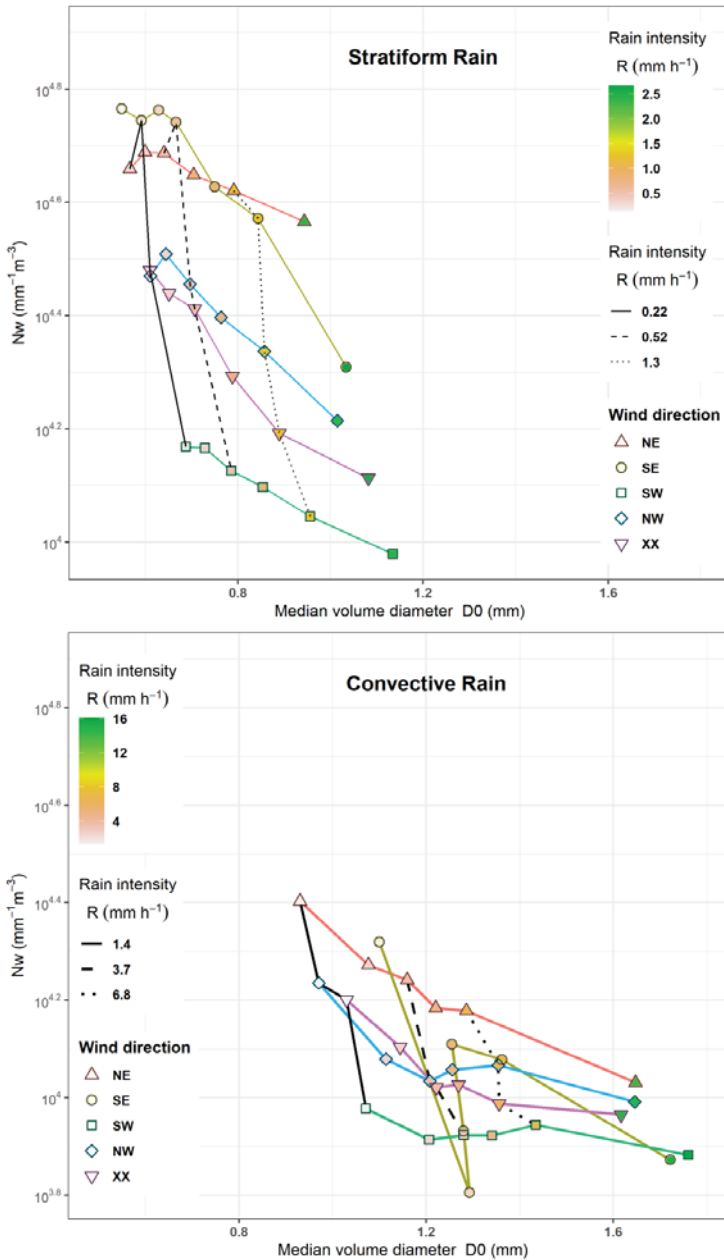 Stratiform Rain
Rain intensity
R (mm h⁻¹)
2.5
2.0
1.5
1.0
0.5
Rain intensity
R (mm h⁻¹)
0.22
0.52
1.3
Wind direction
NE
SE
SW
NW
XX
10^4.8
10^4.6
10^4.4
10^4.2
10^4
Nw (mm⁻¹m⁻³)
0.8
1.2
1.6
Median volume diameter D0 (mm)
Convective Rain
Rain intensity
R (mm h⁻¹)
16
12
8
4
Rain intensity
R (mm h⁻¹)
1.4
3.7
6.8
Wind direction
NE
SE
SW
NW
XX
10^4.8
10^4.6
10^4.4
10^4.2
10^4
10^3.8
Nw (mm⁻¹m⁻³)
0.8
1.2
1.6
Median volume diameter D0 (mm)